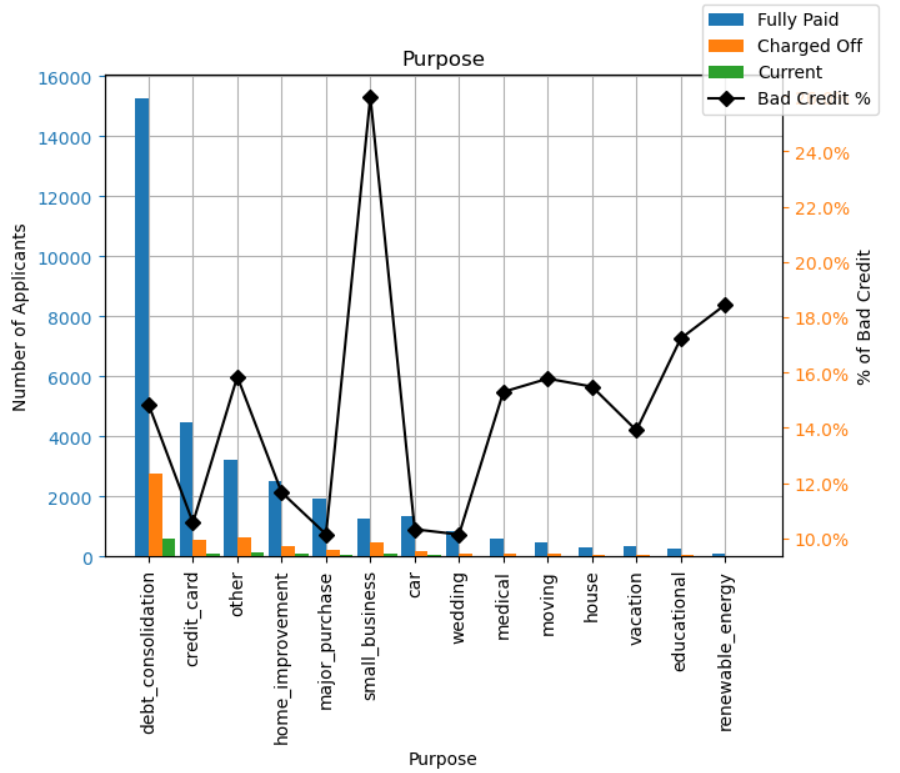 Fully Paid
Charged Off
Current
Bad Credit %
Purpose
16000
14000
12000
10000
8000
6000
4000
2000
0
Number of Applicants
24.0%
22.0%
20.0%
18.0%
16.0%
14.0%
12.0%
10.0%
% of Bad Credit
debt_consolidation
credit_card
other
home_improvement
major_purchase
small_business
car
wedding
medical
moving
house
vacation
educational
renewable_energy
Purpose